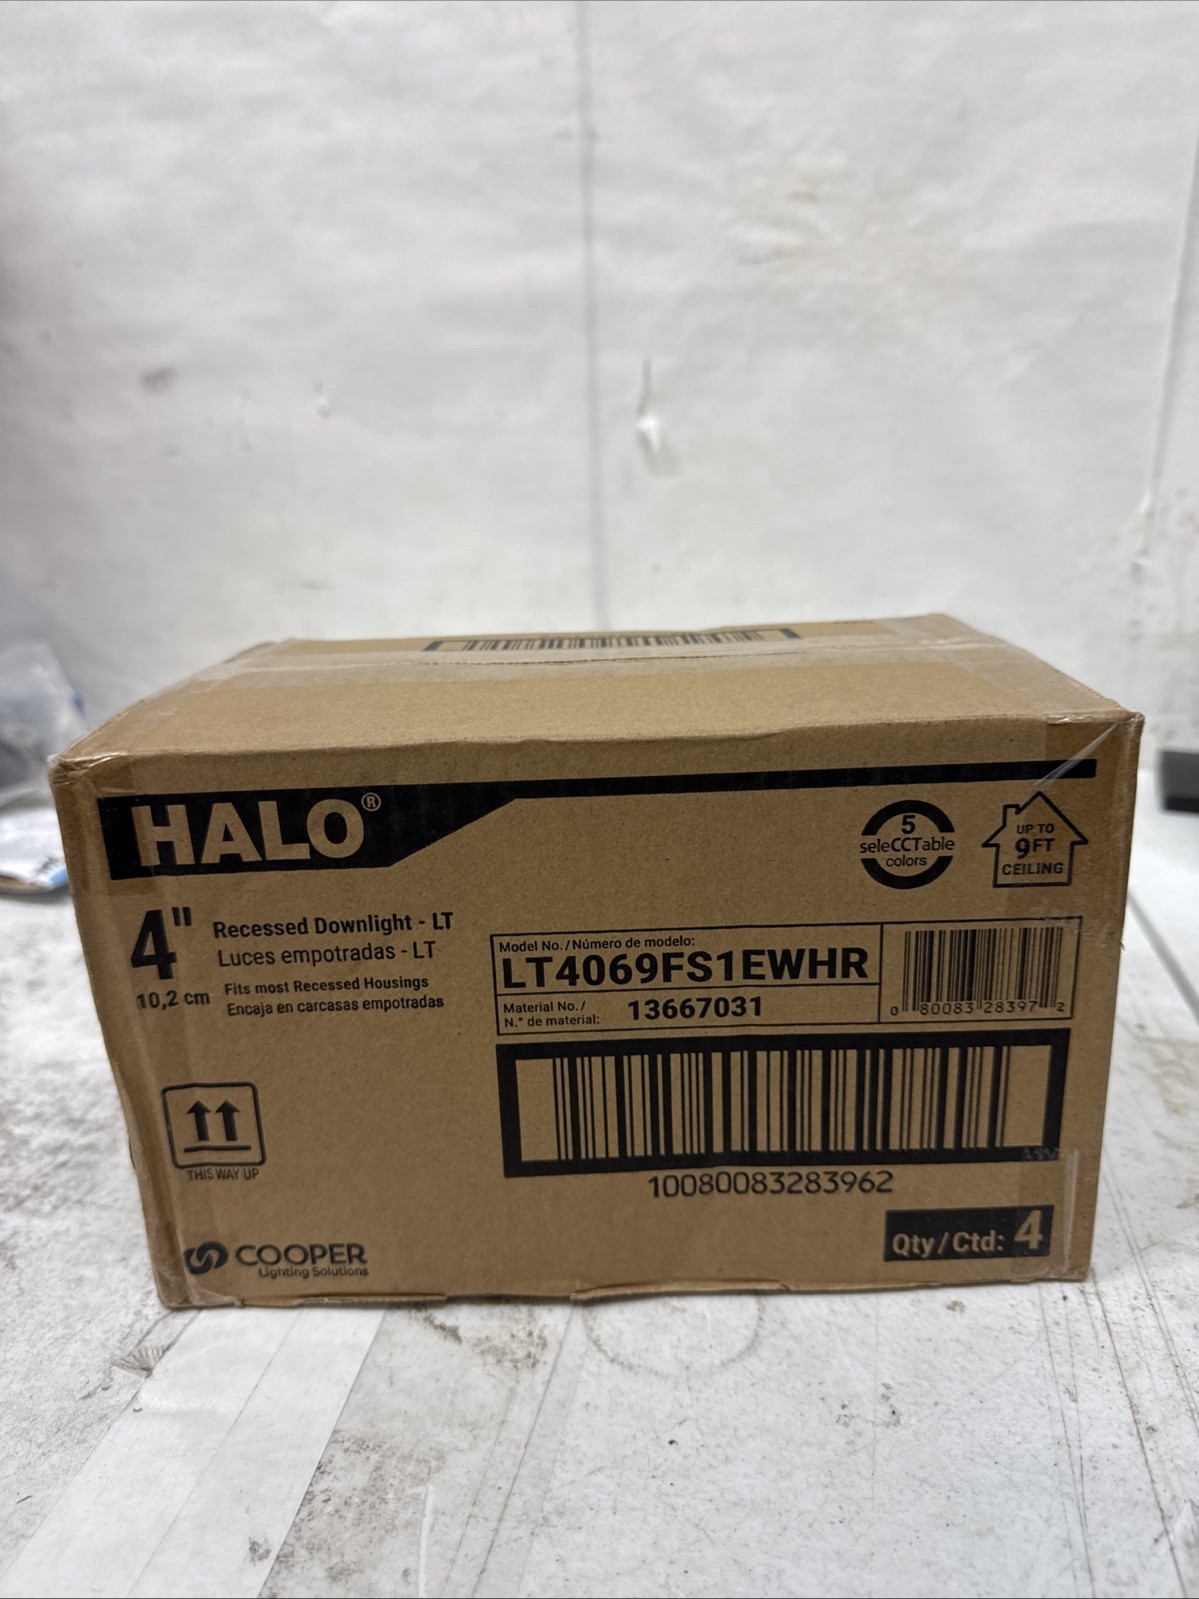 HALO®
5
seleCCTable
colors
UP TO
9FT
CEILING
4"
10,2 cm
Recessed Downlight - LT
Luces empotradas - LT
Fits most Recessed Housings
Encaja en carcasas empotradas
Model No./Número de modelo:
LT4069FS1EWHR
Material No./
N.° de material: 13667031
0 80083 28397 2
10080083283962
THIS WAY UP
COOPER
Lighting Solutions
Qty/Ctd: 4